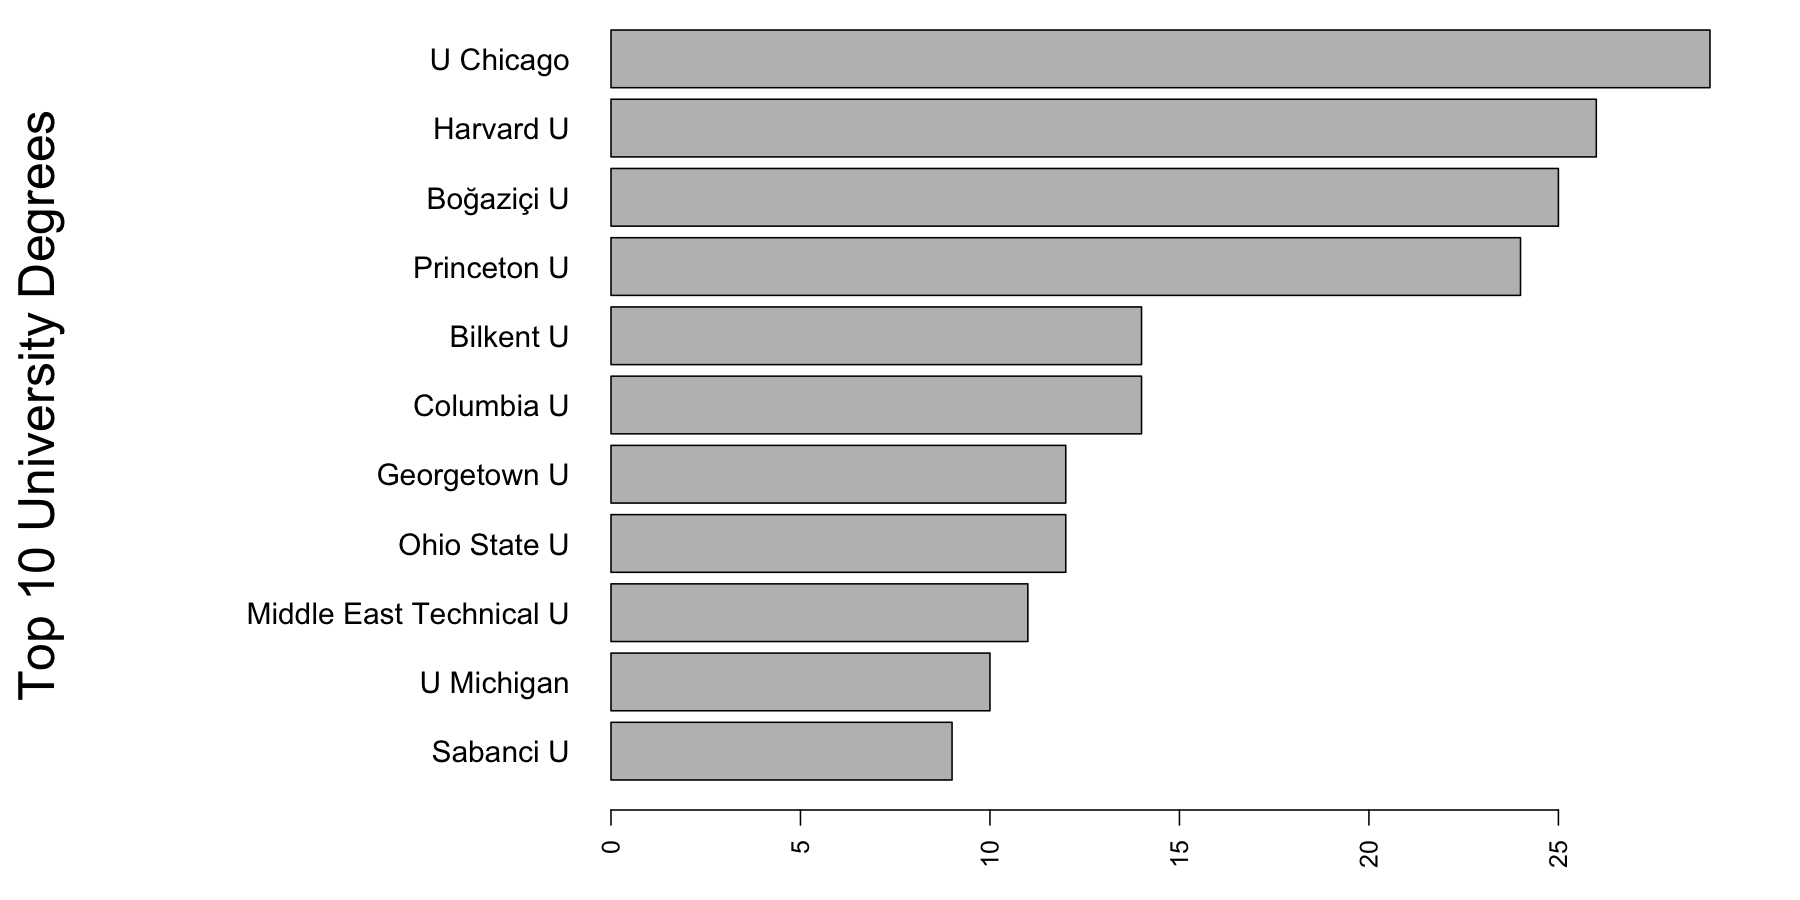 Top 10 University Degrees
U Chicago
Harvard U
Boğaziçi U
Princeton U
Bilkent U
Columbia U
Georgetown U
Ohio State U
Middle East Technical U
U Michigan
Sabanci U
0 5 10 15 20 25